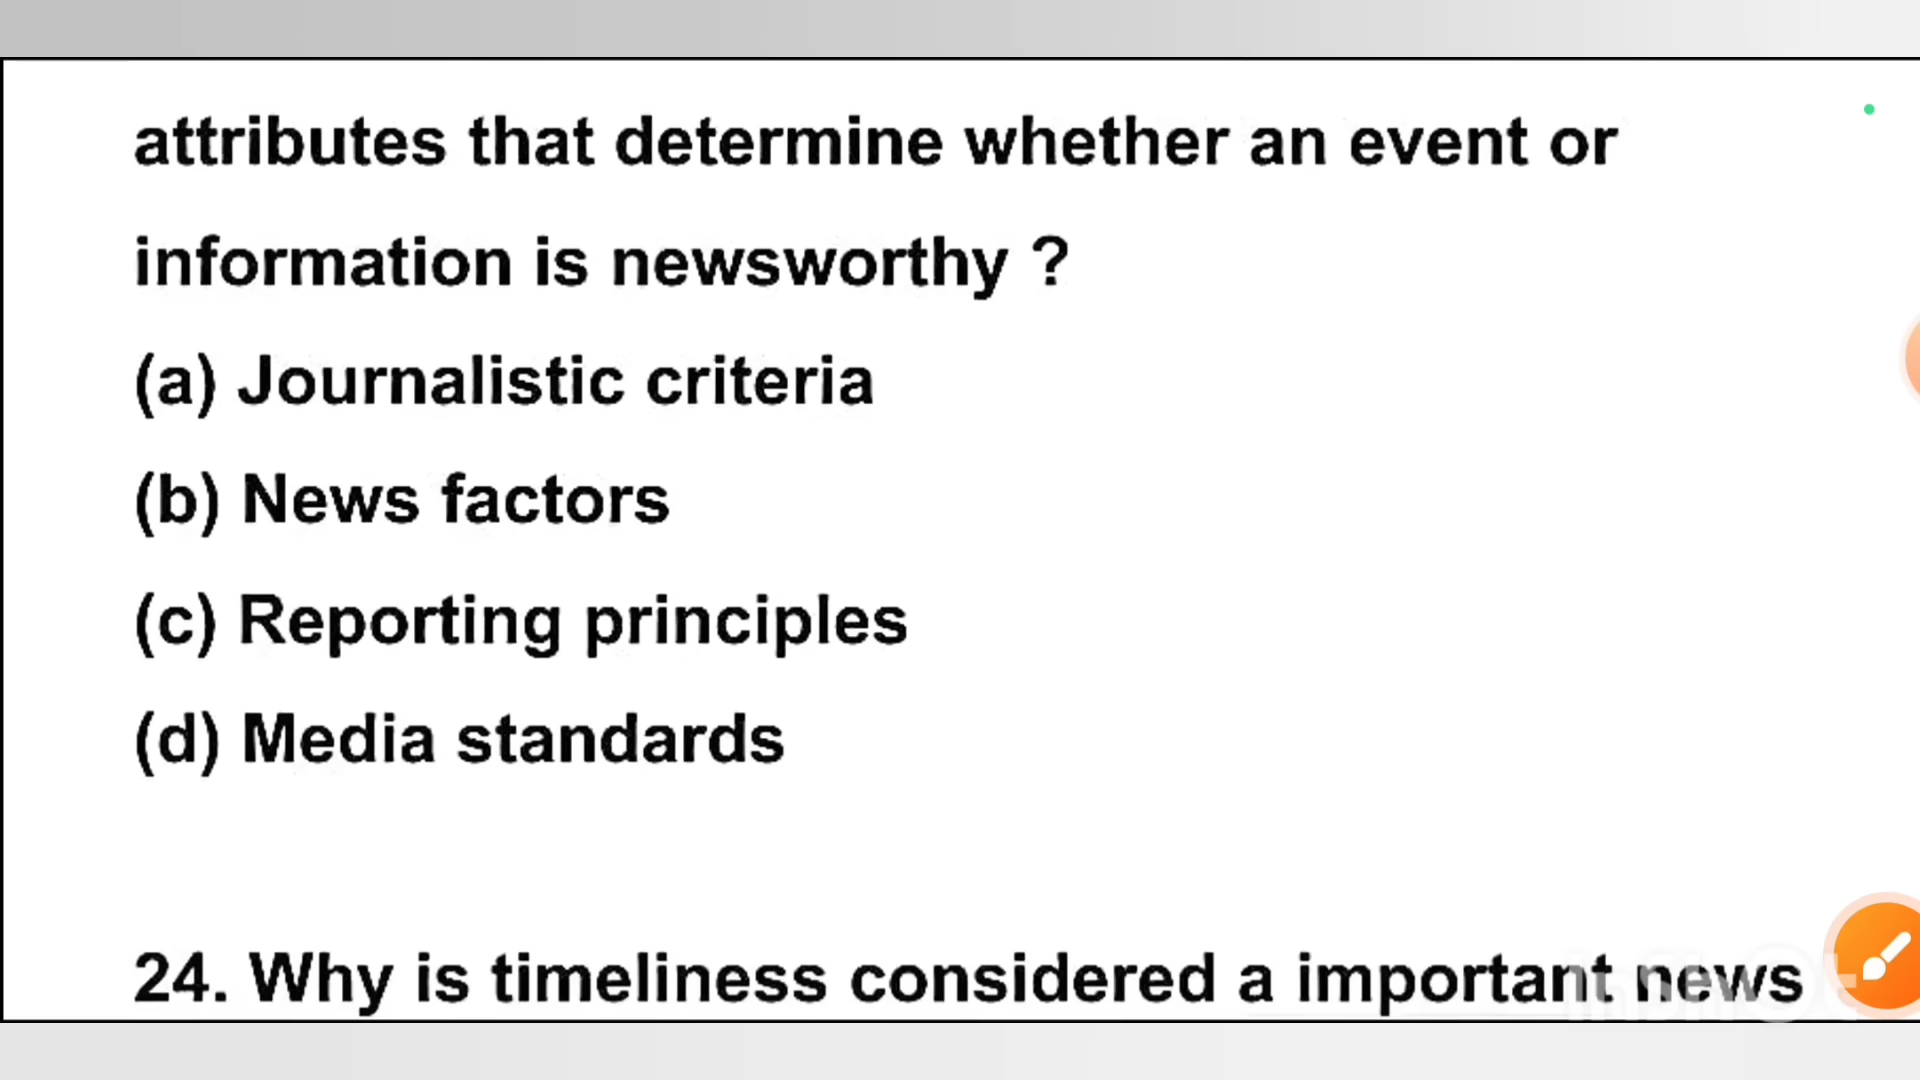 attributes that determine whether an event or
information is newsworthy ?
(a) Journalistic criteria
(b) News factors
(c) Reporting principles
(d) Media standards
24. Why is timeliness considered a important news